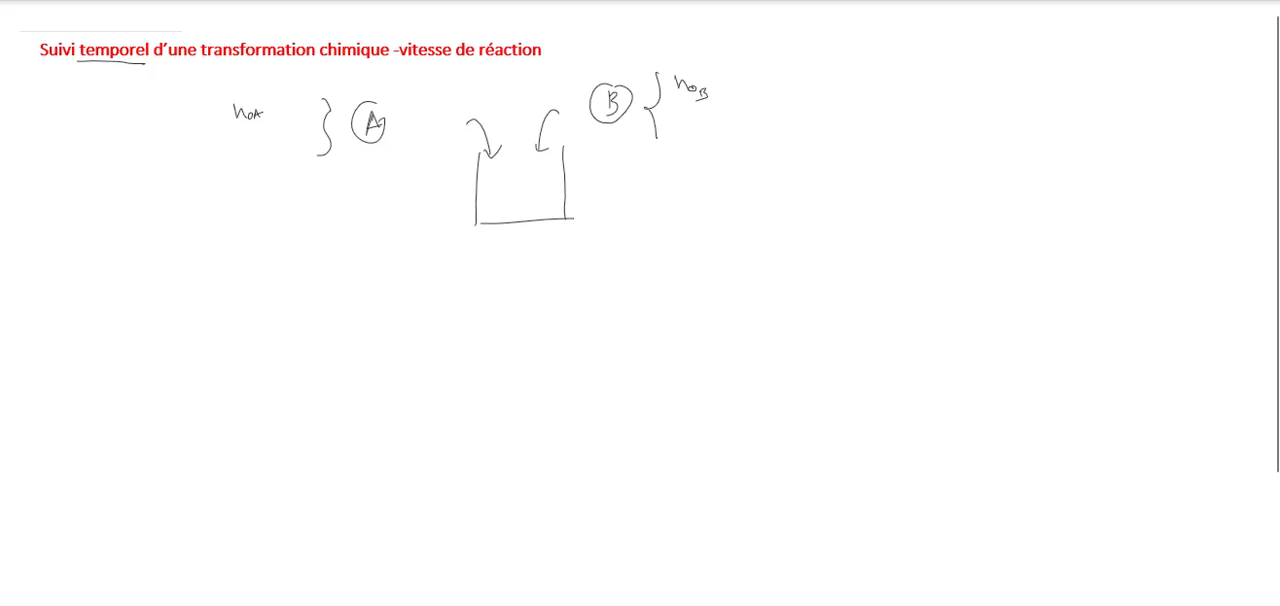 Suivi temporel d'une transformation chimique -vitesse de réaction
n₀A } A B { n₀B